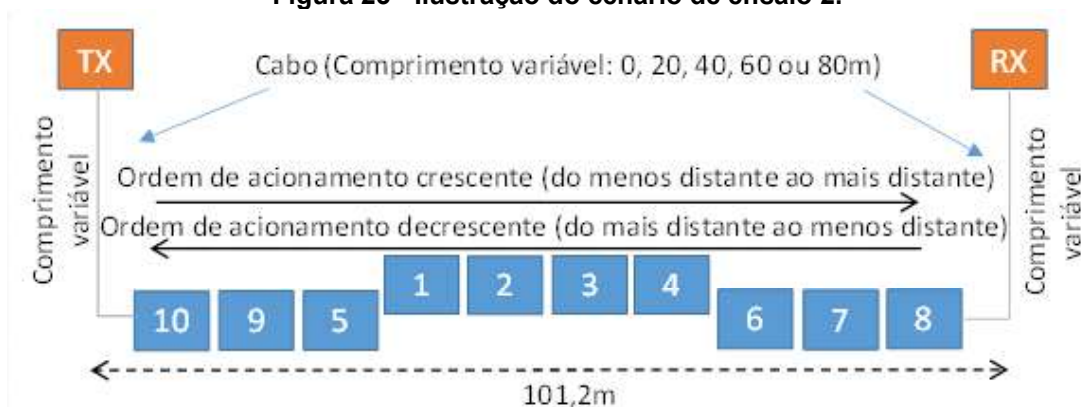 Figura - Ilustração do cenário de ensaio 2.
TX
RX
Cabo (Comprimento variável: 0, 20, 40, 60 ou 80m)
Comprimento
variável
Comprimento
variável
Ordem de acionamento crescente (do menos distante ao mais distante)
Ordem de acionamento decrescente (do mais distante ao menos distante)
10 9 5 1 2 3 4 6 7 8
101,2m